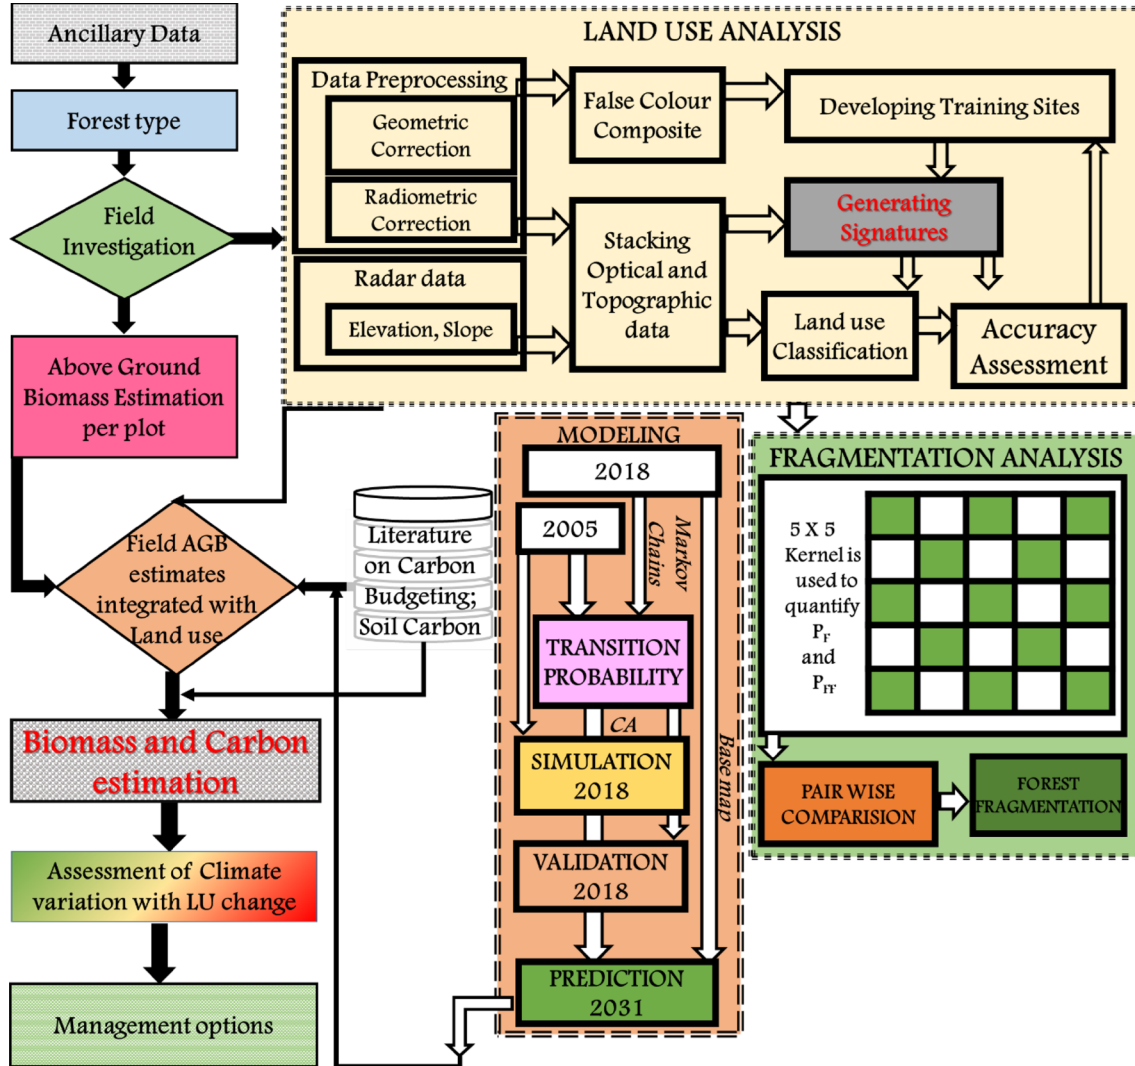 Ancillary Data
Forest type
Field
Investigation
Above Ground
Biomass Estimation
per plot
Field AGB
estimates
integrated with
Land use
Biomass and Carbon
estimation
Assessment of Climate
variation with LU change
Management options
LAND USE ANALYSIS
Data Preprocessing
Geometric
Correction
Radiometric
Correction
Radar data
Elevation, Slope
False Colour
Composite
Stacking
Optical and
Topographic
data
Developing Training Sites
Generating
Signatures
Land use
Classification
Accuracy
Assessment
Literature
on Carbon
Budgeting;
Soil Carbon
MODELING
2018
2005
Markov
Chains
TRANSITION
PROBABILITY
CA
SIMULATION
2018
Base map
VALIDATION
2018
PREDICTION
2031
FRAGMENTATION ANALYSIS
5 X 5
Kernel is
used to
quantify
P_F
and
P_FF
PAIR WISE
COMPARISION
FOREST
FRAGMENTATION